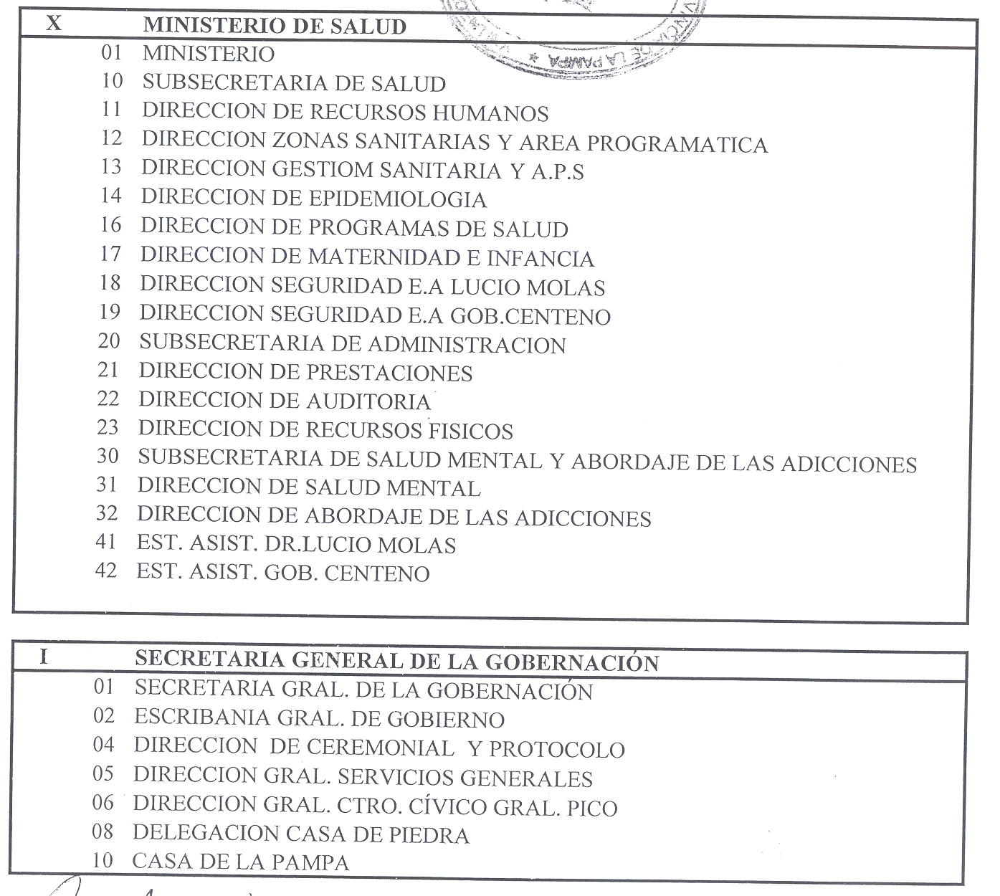 VINCIA DE LA PAMPA *
X MINISTERIO DE SALUD
01 MINISTERIO
10 SUBSECRETARIA DE SALUD
11 DIRECCION DE RECURSOS HUMANOS
12 DIRECCION ZONAS SANITARIAS Y AREA PROGRAMATICA
13 DIRECCION GESTIOM SANITARIA Y A.P.S
14 DIRECCION DE EPIDEMIOLOGIA
16 DIRECCION DE PROGRAMAS DE SALUD
17 DIRECCION DE MATERNIDAD E INFANCIA
18 DIRECCION SEGURIDAD E.A LUCIO MOLAS
19 DIRECCION SEGURIDAD E.A GOB.CENTENO
20 SUBSECRETARIA DE ADMINISTRACION
21 DIRECCION DE PRESTACIONES
22 DIRECCION DE AUDITORIA
23 DIRECCION DE RECURSOS FISICOS
30 SUBSECRETARIA DE SALUD MENTAL Y ABORDAJE DE LAS ADICCIONES
31 DIRECCION DE SALUD MENTAL
32 DIRECCION DE ABORDAJE DE LAS ADICCIONES
41 EST. ASIST. DR.LUCIO MOLAS
42 EST. ASIST. GOB. CENTENO
I SECRETARIA GENERAL DE LA GOBERNACIÓN
01 SECRETARIA GRAL. DE LA GOBERNACIÓN
02 ESCRIBANIA GRAL. DE GOBIERNO
04 DIRECCION DE CEREMONIAL Y PROTOCOLO
05 DIRECCION GRAL. SERVICIOS GENERALES
06 DIRECCION GRAL. CTRO. CÍVICO GRAL. PICO
08 DELEGACION CASA DE PIEDRA
10 CASA DE LA PAMPA